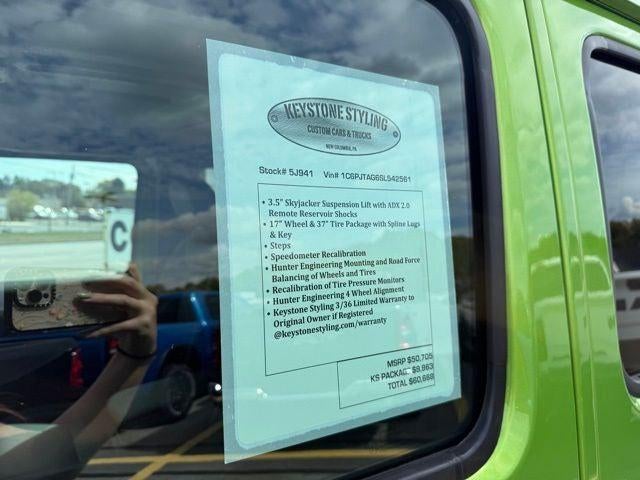 KEYSTONE STYLING
CUSTOM CARS & TRUCKS
NEW COLUMBIA, PA
Stock# 5J941 Vin# 1C6PJTAG6SL542561
• 3.5" Skyjacker Suspension Lift with ADX 2.0
Remote Reservoir Shocks
• 17" Wheel & 37" Tire Package with Spline Lugs
& Key
• Steps
• Speedometer Recalibration
• Hunter Engineering Mounting and Road Force
Balancing of Wheels and Tires
• Recalibration of Tire Pressure Monitors
• Hunter Engineering 4 Wheel Alignment
• Keystone Styling 3/36 Limited Warranty to
Original Owner if Registered
@keystonestyling.com/warranty
MSRP $50,705
KS PACKAGE $9,963
TOTAL $60,668
C